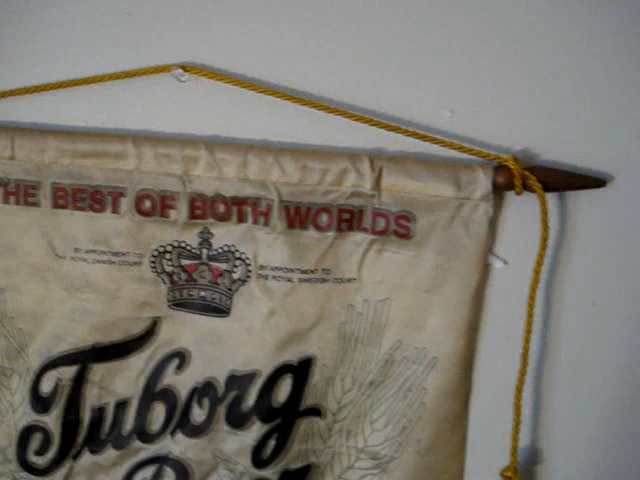 THE BEST OF BOTH WORLDS
BY APPOINTMENT TO
THE ROYAL DANISH COURT
BY APPOINTMENT TO
THE ROYAL SWEDISH COURT
Tuborg